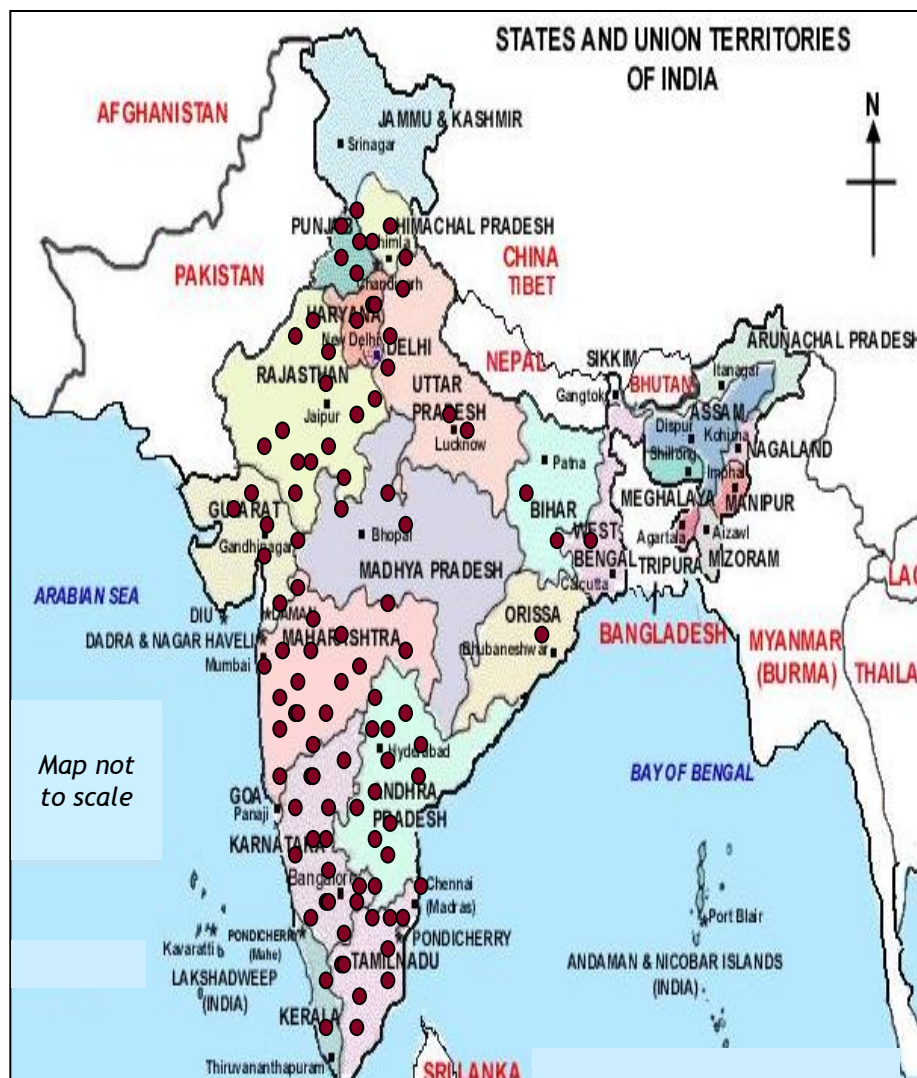 STATES AND UNION TERRITORIES
OF INDIA
AFGHANISTAN
JAMMU & KASHMIR
Srinagar
N
PUNJAB
HIMACHAL PRADESH
Shimla
CHINA
TIBET
PAKISTAN
Chandigarh
HARYANA
New Delhi
DELHI
RAJASTHAN
NEPAL
SIKKIM
ARUNACHAL PRADESH
BHUTAN
Itanagar
UTTAR
PRADESH
Jaipur
Gangtok
ASSAM
Dispur
Lucknow
Kohima
NAGALAND
Patna
Shillong
Imphal
MEGHALAYA
MANIPUR
GUJARAT
BIHAR
Gandhinagar
Bhopal
WEST
BENGAL
Agartala
Aizawl
TRIPURA
MIZORAM
MADHYA PRADESH
Calcutta
LAO
ARABIAN SEA
DIU
DAMAN
ORISSA
DADRA & NAGAR HAVELI
MAHARASHTRA
BANGLADESH
MYANMAR
(BURMA)
THAILA
Mumbai
Bhubaneshwar
Map not
to scale
Hyderabad
BAY OF BENGAL
GOA
Panaji
ANDHRA
PRADESH
KARNATAKA
Bangalore
Chennai
(Madras)
Port Blair
PONDICHERRY
(Mahe)
PONDICHERRY
Kavaratti
TAMILNADU
ANDAMAN & NICOBAR ISLANDS
(INDIA)
LAKSHADWEEP
(INDIA)
KERALA
Thiruvananthapuram
SRI LANKA